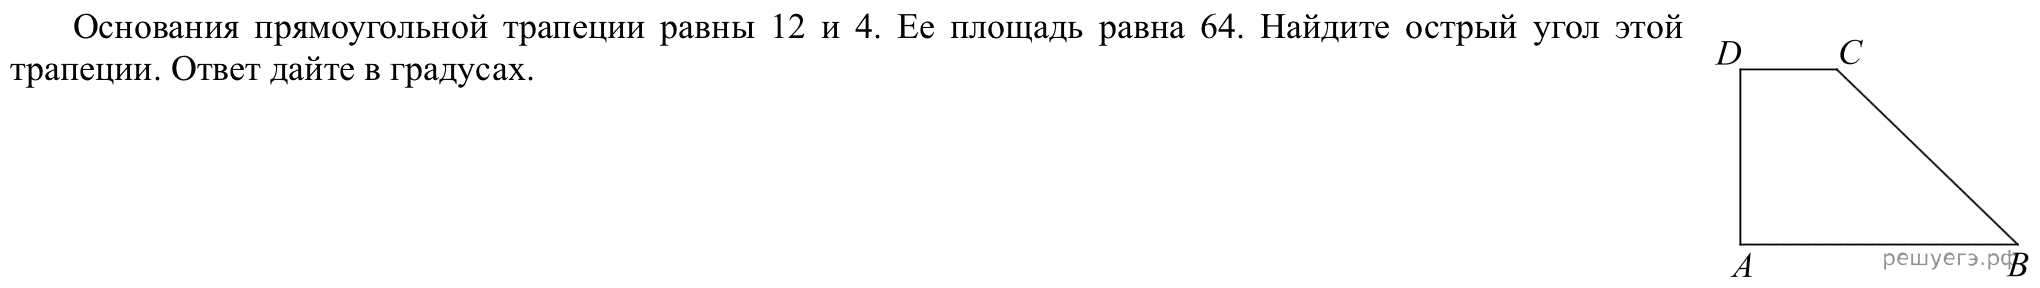 Основания прямоугольной трапеции равны 12 и 4. Ее площадь равна 64. Найдите острый угол этой
трапеции. Ответ дайте в градусах.
D C
A B
решуегэ.рф